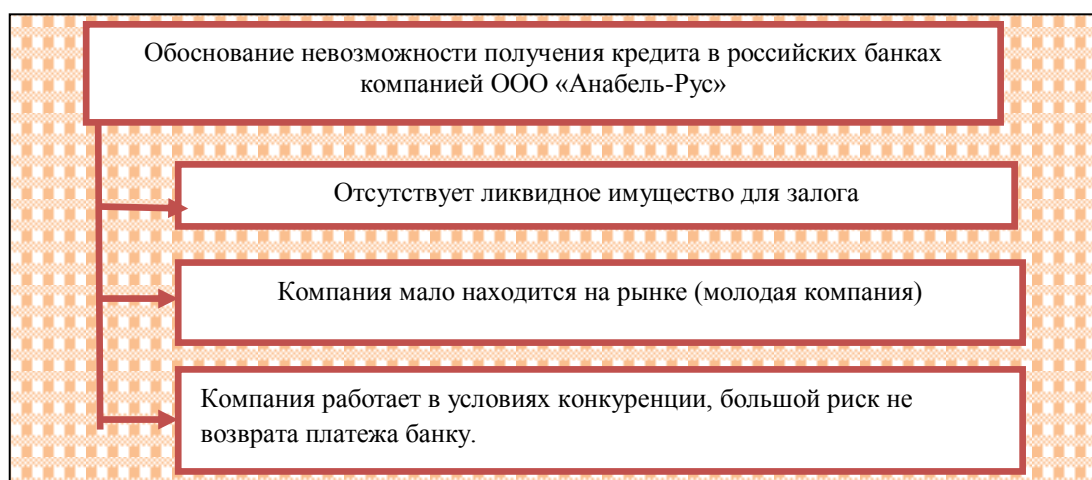 Обоснование невозможности получения кредита в российских банках
компанией ООО «Анабель-Рус»
Отсутствует ликвидное имущество для залога
Компания мало находится на рынке (молодая компания)
Компания работает в условиях конкуренции, большой риск не
возврата платежа банку.